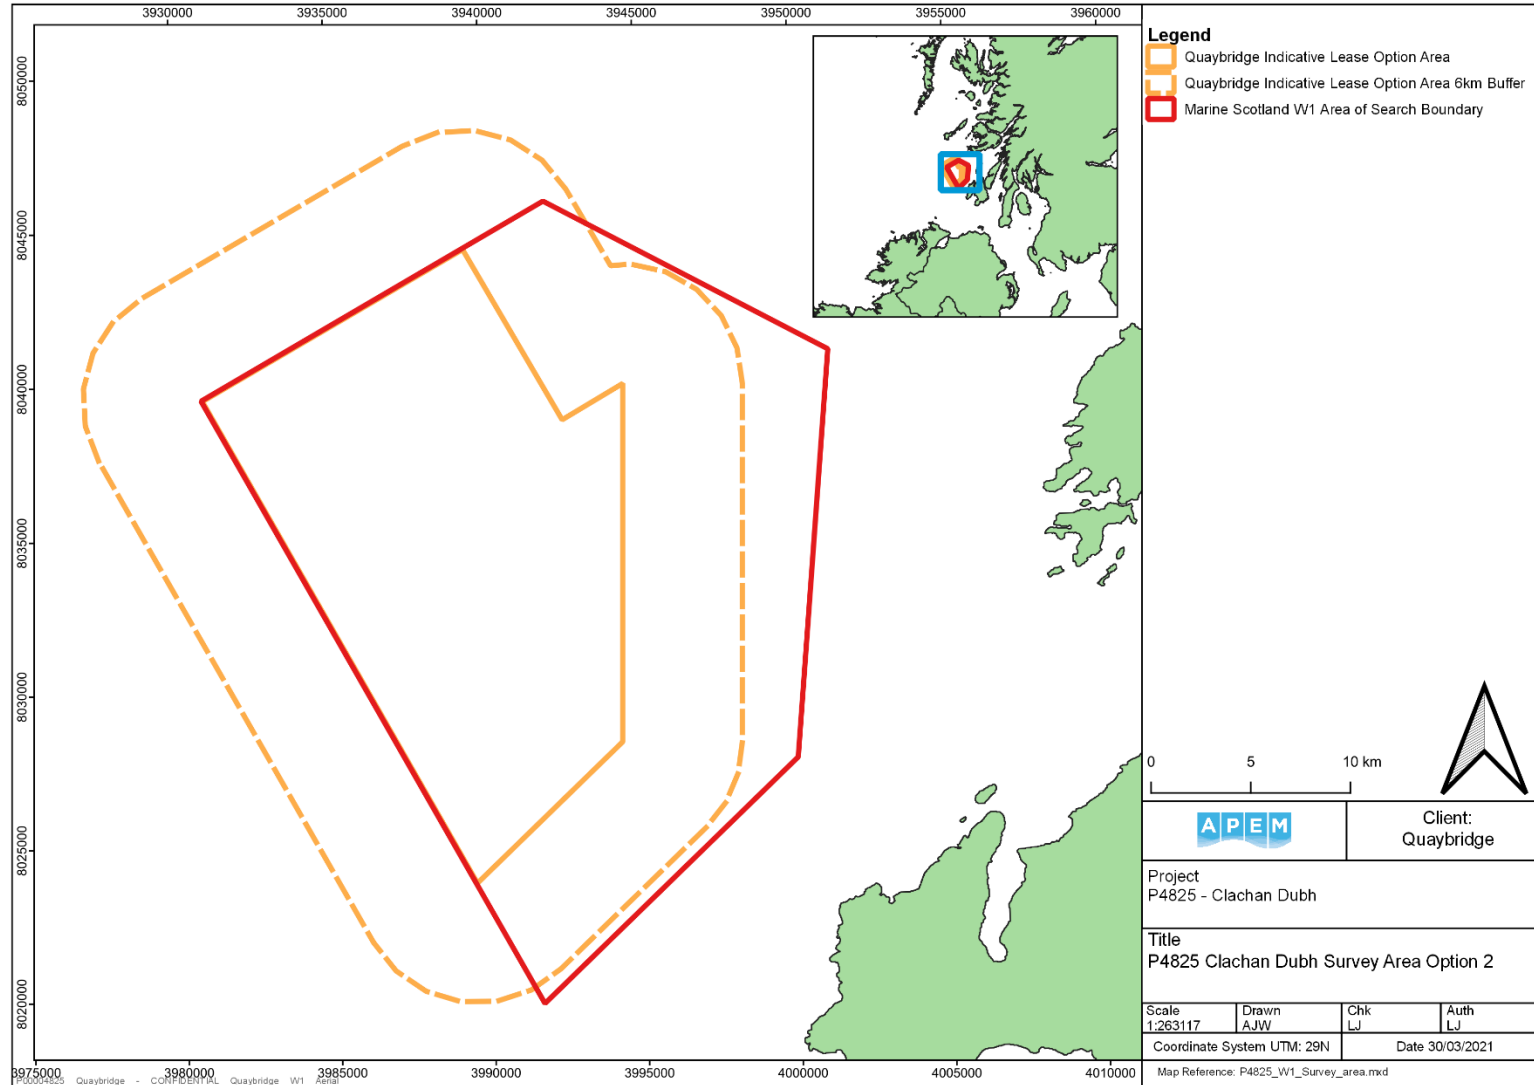 3930000 3935000 3940000 3945000 3950000 3955000 3960000
8050000
8045000
8040000
8035000
8030000
8025000
8020000
3975000 3980000 3985000 3990000 3995000 4000000 4005000 4010000
P00004825 Quaybridge - CONFIDENTIAL Quaybridge W1 Aerial
Legend
Quaybridge Indicative Lease Option Area
Quaybridge Indicative Lease Option Area 6km Buffer
Marine Scotland W1 Area of Search Boundary
0 5 10 km
APEM
Client:
Quaybridge
Project
P4825 - Clachan Dubh
Title
P4825 Clachan Dubh Survey Area Option 2
Scale
1:263117
Drawn
AJW
Chk
LJ
Auth
LJ
Coordinate System UTM: 29N
Date 30/03/2021
Map Reference: P4825_W1_Survey_area.mxd